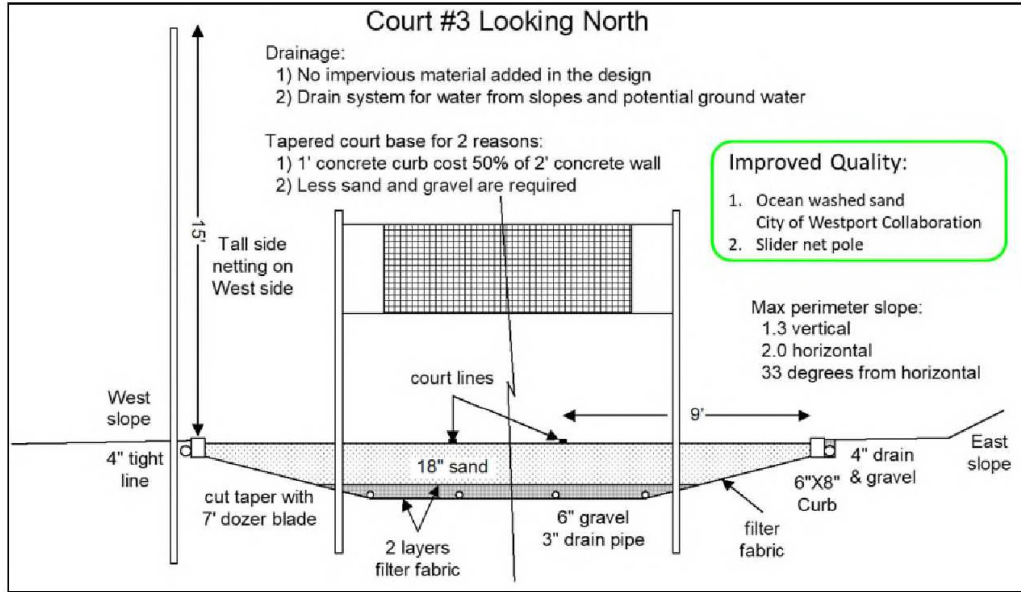 Court #3 Looking North
Drainage:
1) No impervious material added in the design
2) Drain system for water from slopes and potential ground water
Tapered court base for 2 reasons:
1) 1' concrete curb cost 50% of 2' concrete wall
2) Less sand and gravel are required
Improved Quality:
1. Ocean washed sand
City of Westport Collaboration
2. Slider net pole
15'
Tall side
netting on
West side
Max perimeter slope:
1.3 vertical
2.0 horizontal
33 degrees from horizontal
court lines
9'
West
slope
4" tight
line
18" sand
4" drain
& gravel
East
slope
cut taper with
7' dozer blade
6"X8"
Curb
6" gravel
3" drain pipe
filter
fabric
2 layers
filter fabric